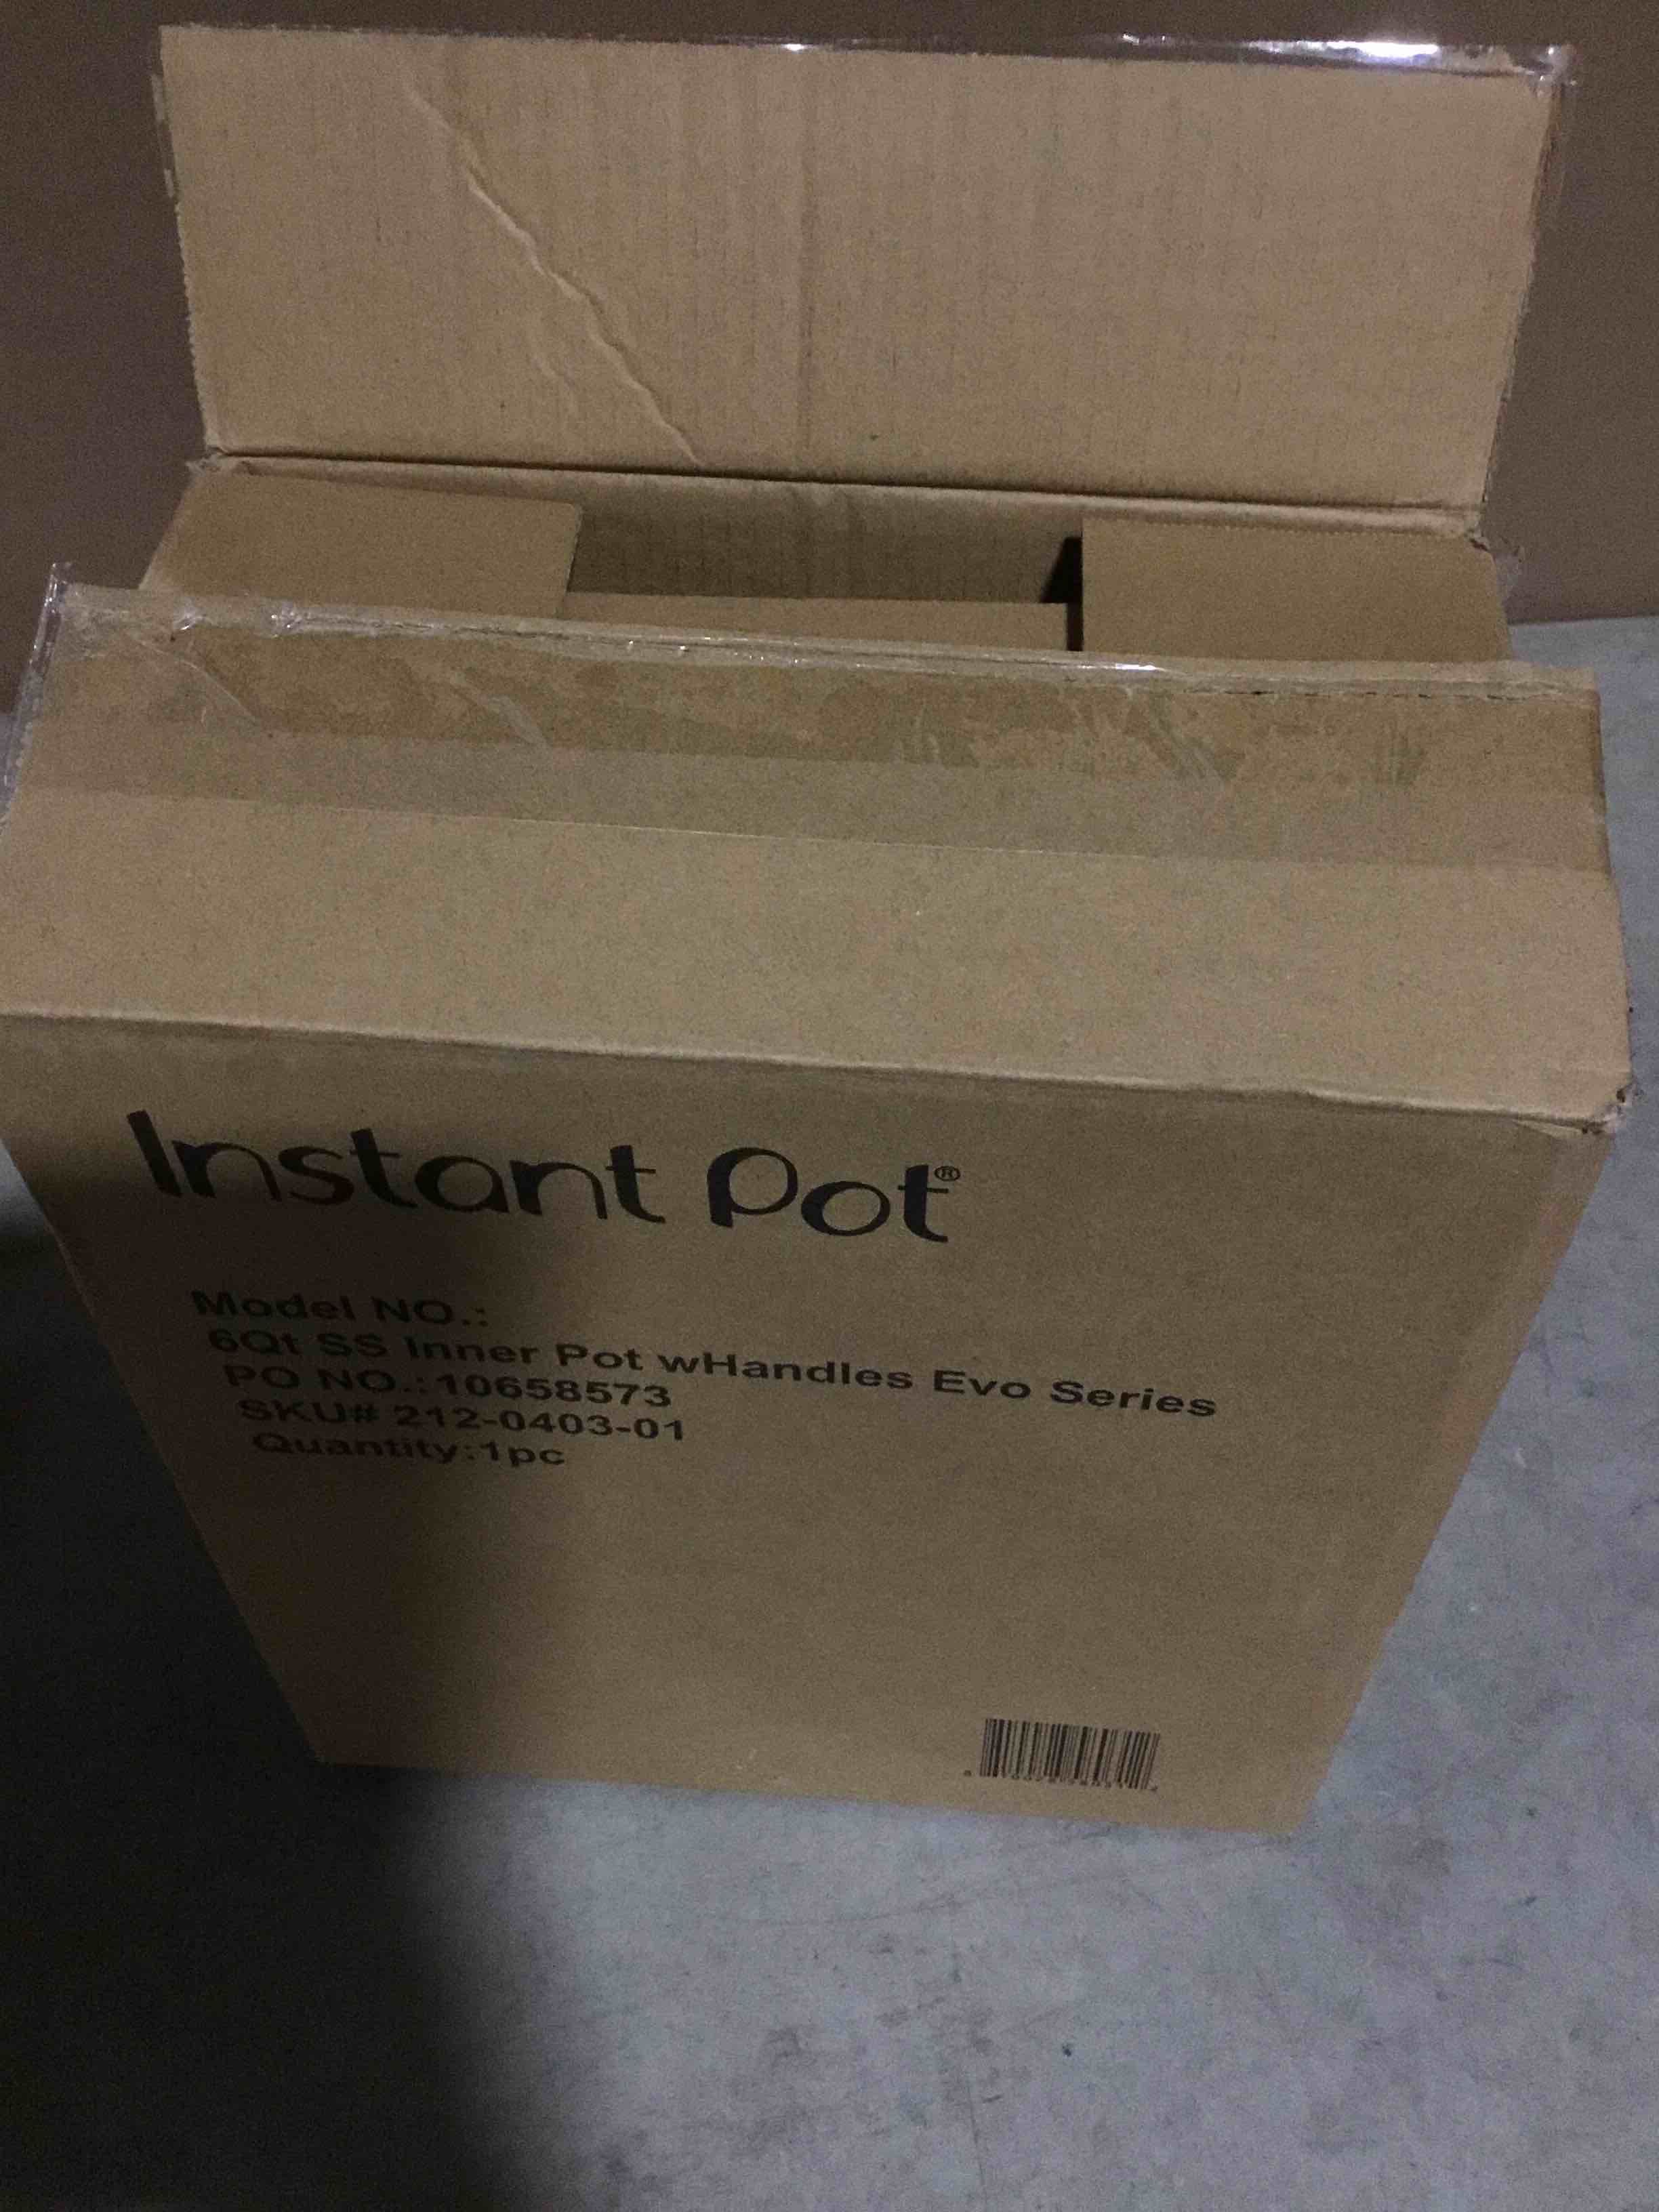 Instant Pot®
Model NO.:
6Qt SS Inner Pot wHandles Evo Series
PO NO.:10658573
SKU# 212-0403-01
Quantity:1pc